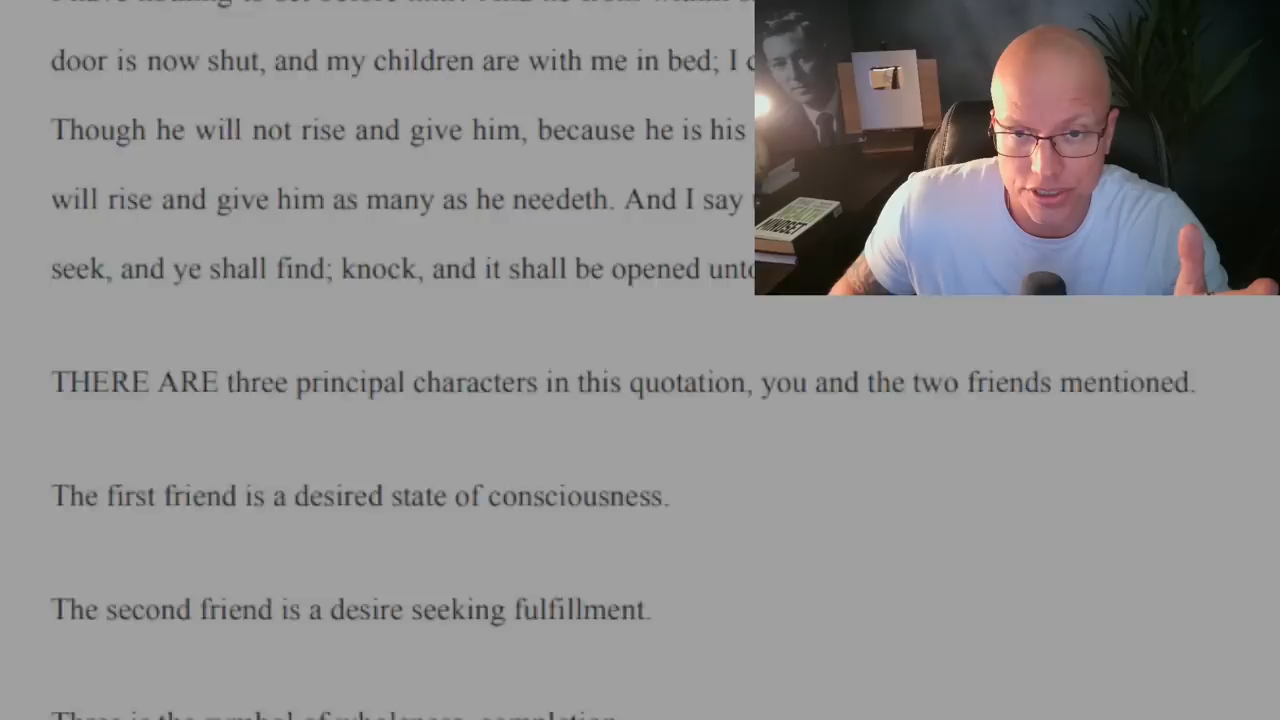 door is now shut, and my children are with me in bed; I
Though he will not rise and give him, because he is his
will rise and give him as many as he needeth. And I say
seek, and ye shall find; knock, and it shall be opened
MINDSET
THERE ARE three principal characters in this quotation, you and the two friends mentioned.
The first friend is a desired state of consciousness.
The second friend is a desire seeking fulfillment.